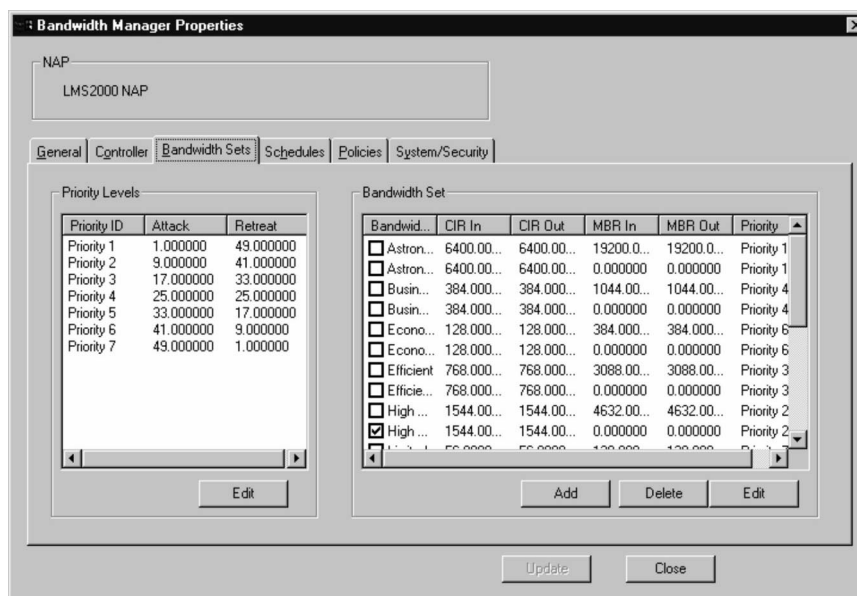 Bandwidth Manager Properties
NAP
LMS2000 NAP
General Controller Bandwidth Sets Schedules Policies System/Security
Priority Levels
Priority ID Attack Retreat
Priority 1 1.000000 49.000000
Priority 2 9.000000 41.000000
Priority 3 17.000000 33.000000
Priority 4 25.000000 25.000000
Priority 5 33.000000 17.000000
Priority 6 41.000000 9.000000
Priority 7 49.000000 1.000000
Edit
Bandwidth Set
Bandwid... CIR In CIR Out MBR In MBR Out Priority
Astron... 6400.00... 6400.00... 19200.0... 19200.0... Priority 1
Astron... 6400.00... 6400.00... 0.000000 0.000000 Priority 1
Busin... 384.000... 384.000... 1044.00... 1044.00... Priority 4
Busin... 384.000... 384.000... 0.000000 0.000000 Priority 4
Econo... 128.000... 128.000... 384.000... 384.000... Priority 6
Econo... 128.000... 128.000... 0.000000 0.000000 Priority 6
Efficient 768.000... 768.000... 3088.00... 3088.00... Priority 3
Efficie... 768.000... 768.000... 0.000000 0.000000 Priority 3
High ... 1544.00... 1544.00... 4632.00... 4632.00... Priority 2
High ... 1544.00... 1544.00... 0.000000 0.000000 Priority 2
Add Delete Edit
Update Close